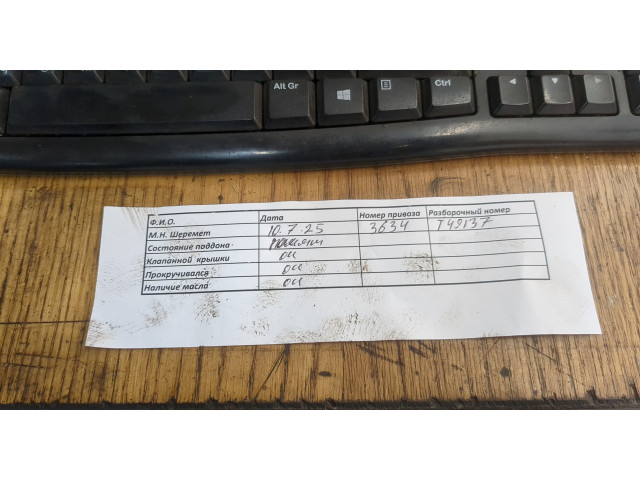 Alt Gr
Ctrl
Ф.И.О. Дата Номер привоза Разборочный номер
М.Н. Шеремет 10.7.25 3634 T49137
Состояние поддона
Клапанной крышки ок
Прокручивался ок
Наличие масла ок